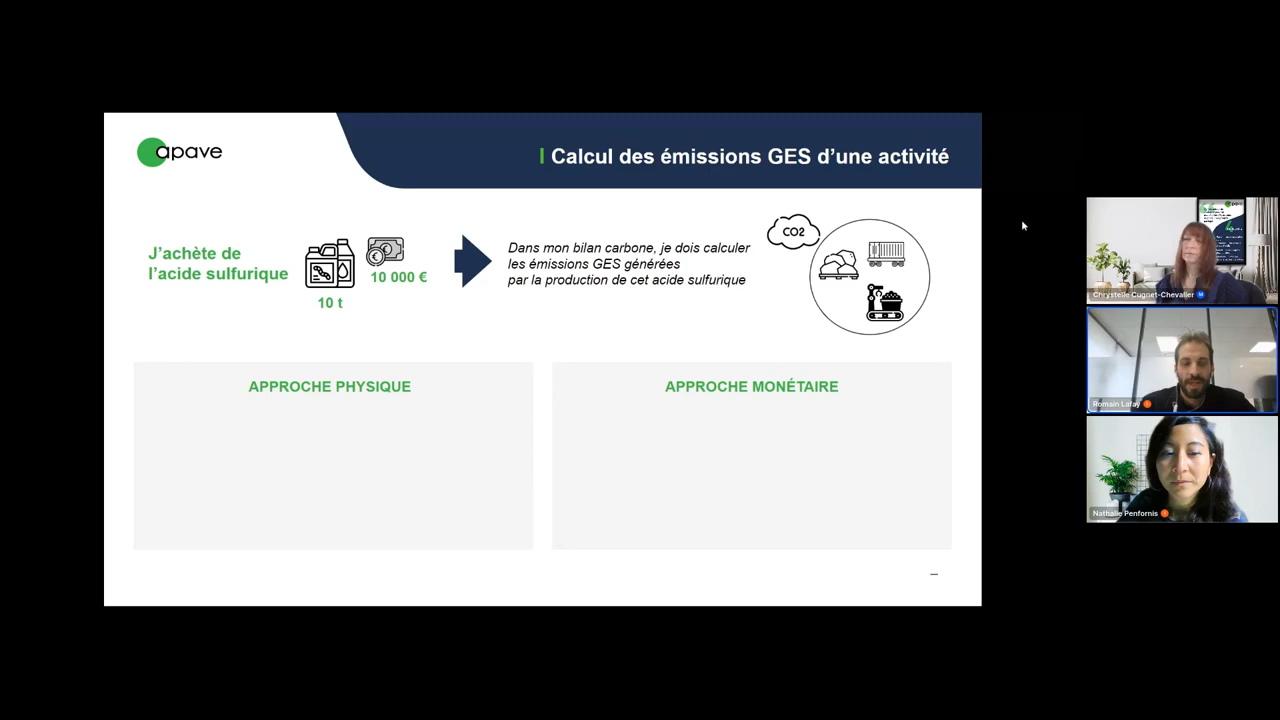 apave
| Calcul des émissions GES d’une activité
J’achète de
l’acide sulfurique
10 t
10 000 €
Dans mon bilan carbone, je dois calculer
les émissions GES générées
par la production de cet acide sulfurique
CO2
APPROCHE PHYSIQUE
APPROCHE MONÉTAIRE
Chrystelle Cugnet-Chevalier
Romain Lafay
Nathalie Penfornis